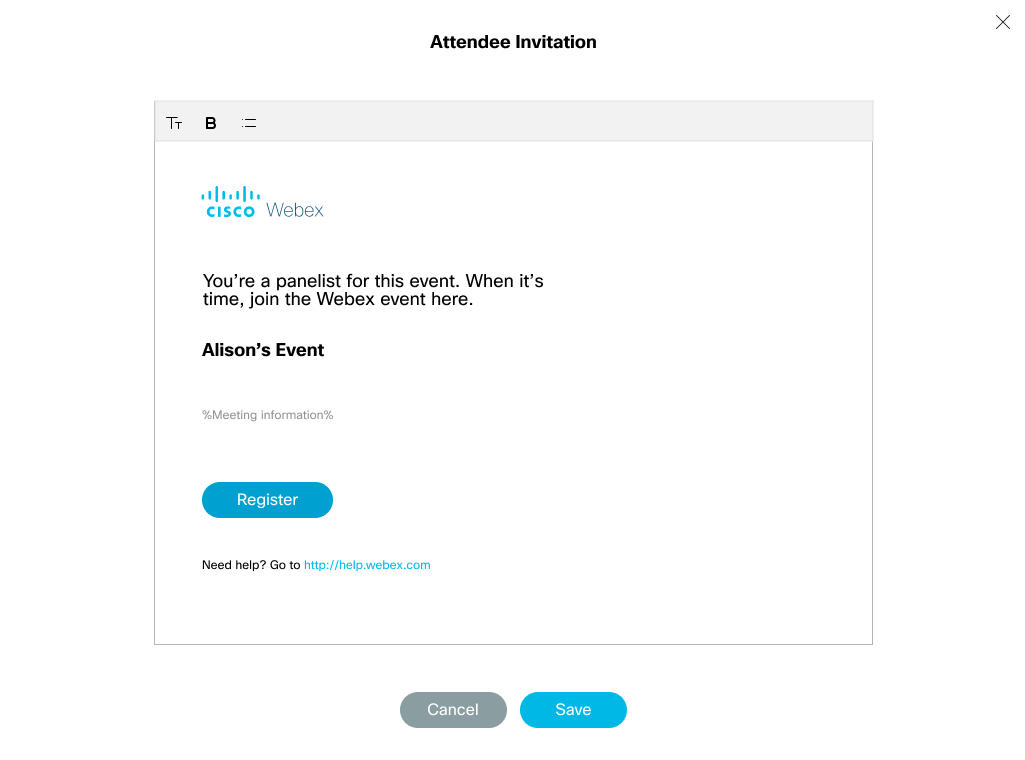 Attendee Invitation
TT B
CISCO Webex
You're a panelist for this event. When it's
time, join the Webex event here.
Alison's Event
%Meeting information%
Register
Need help? Go to http://help.webex.com
Cancel Save